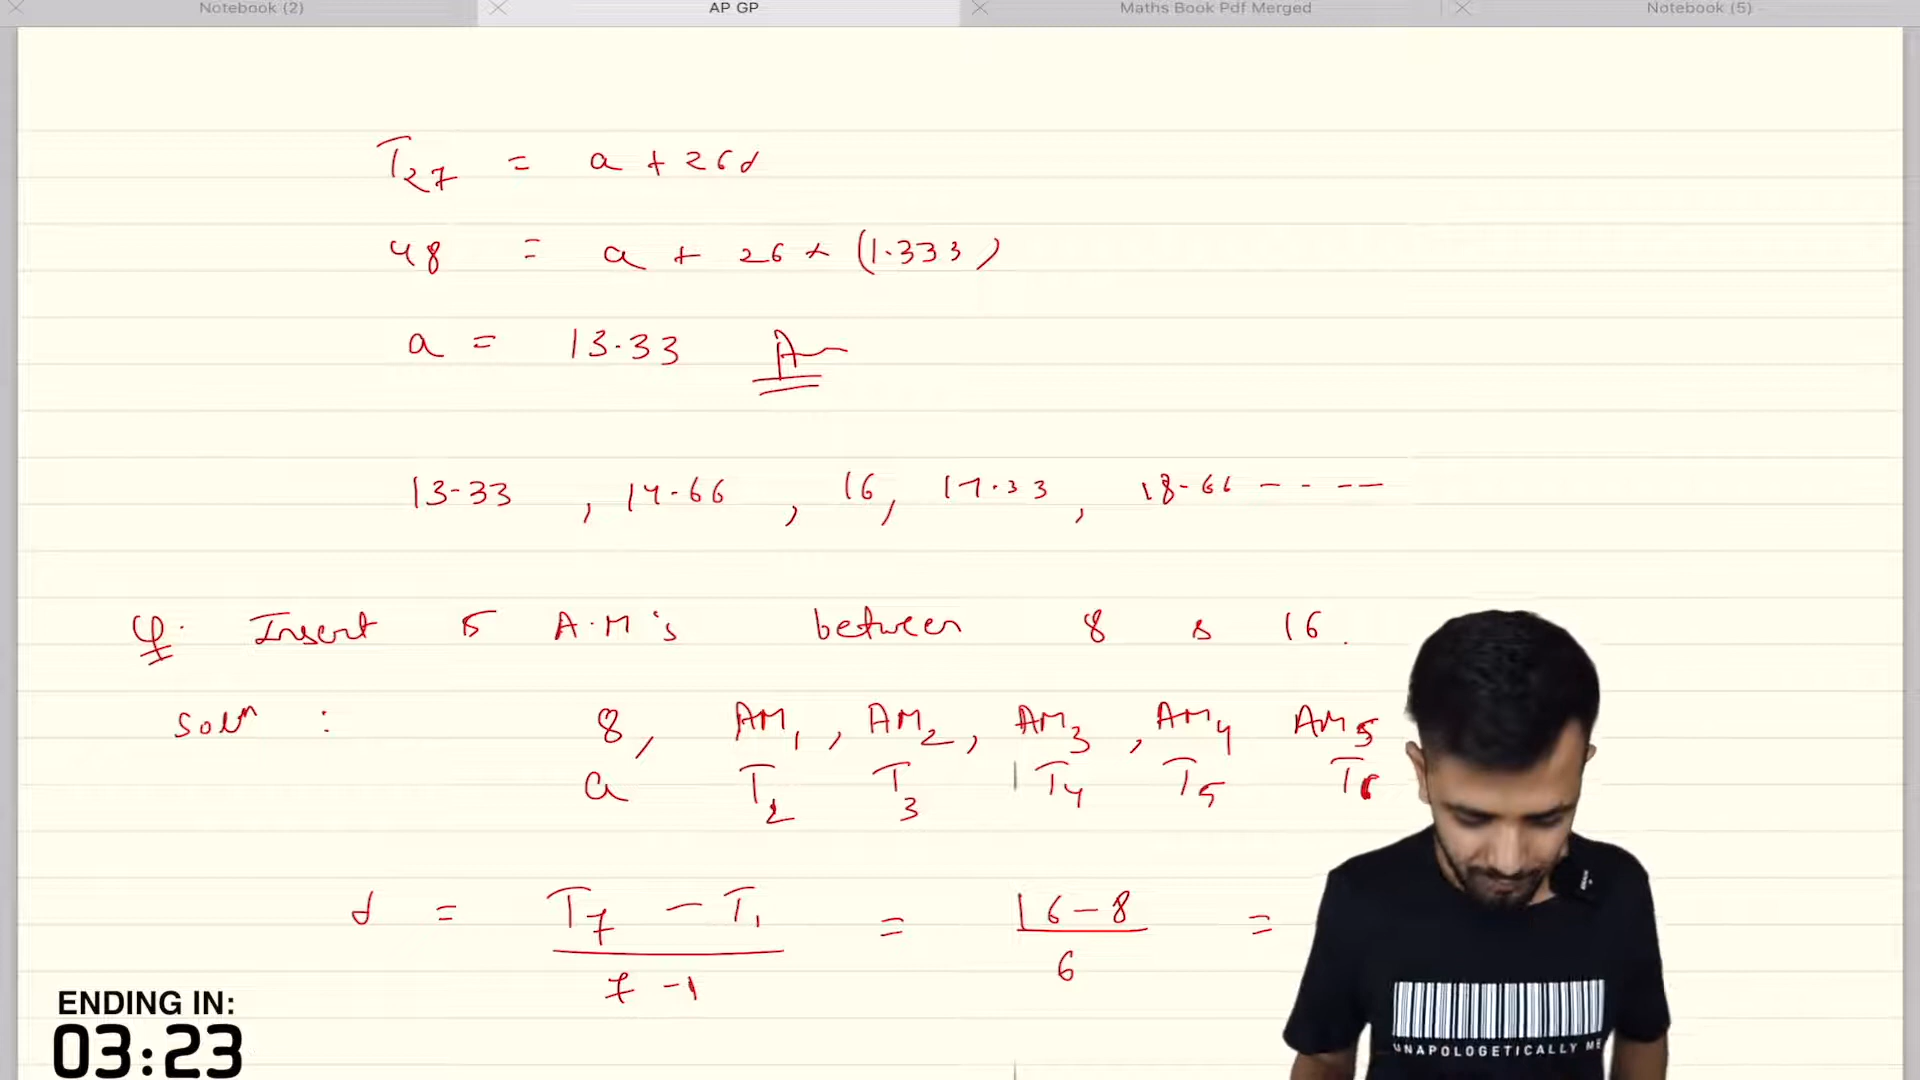 Notebook (2) AP GP Maths Book Pdf Merged Notebook (5)
T27 = a + 26d
48 = a + 26 × (1.333)
a = 13.33 A
13.33, 14.66, 16, 17.33, 18.66 - - - -
Q. Insert 5 A.M's between 8 & 16.
Soln : 8, AM1, AM2, AM3, AM4 AM5
a T2 T3 T4 T5 T6
d = T7 - T1 = 16-8 =
7-1 6
ENDING IN:
03:23
UNAPOLOGETICALLY ME